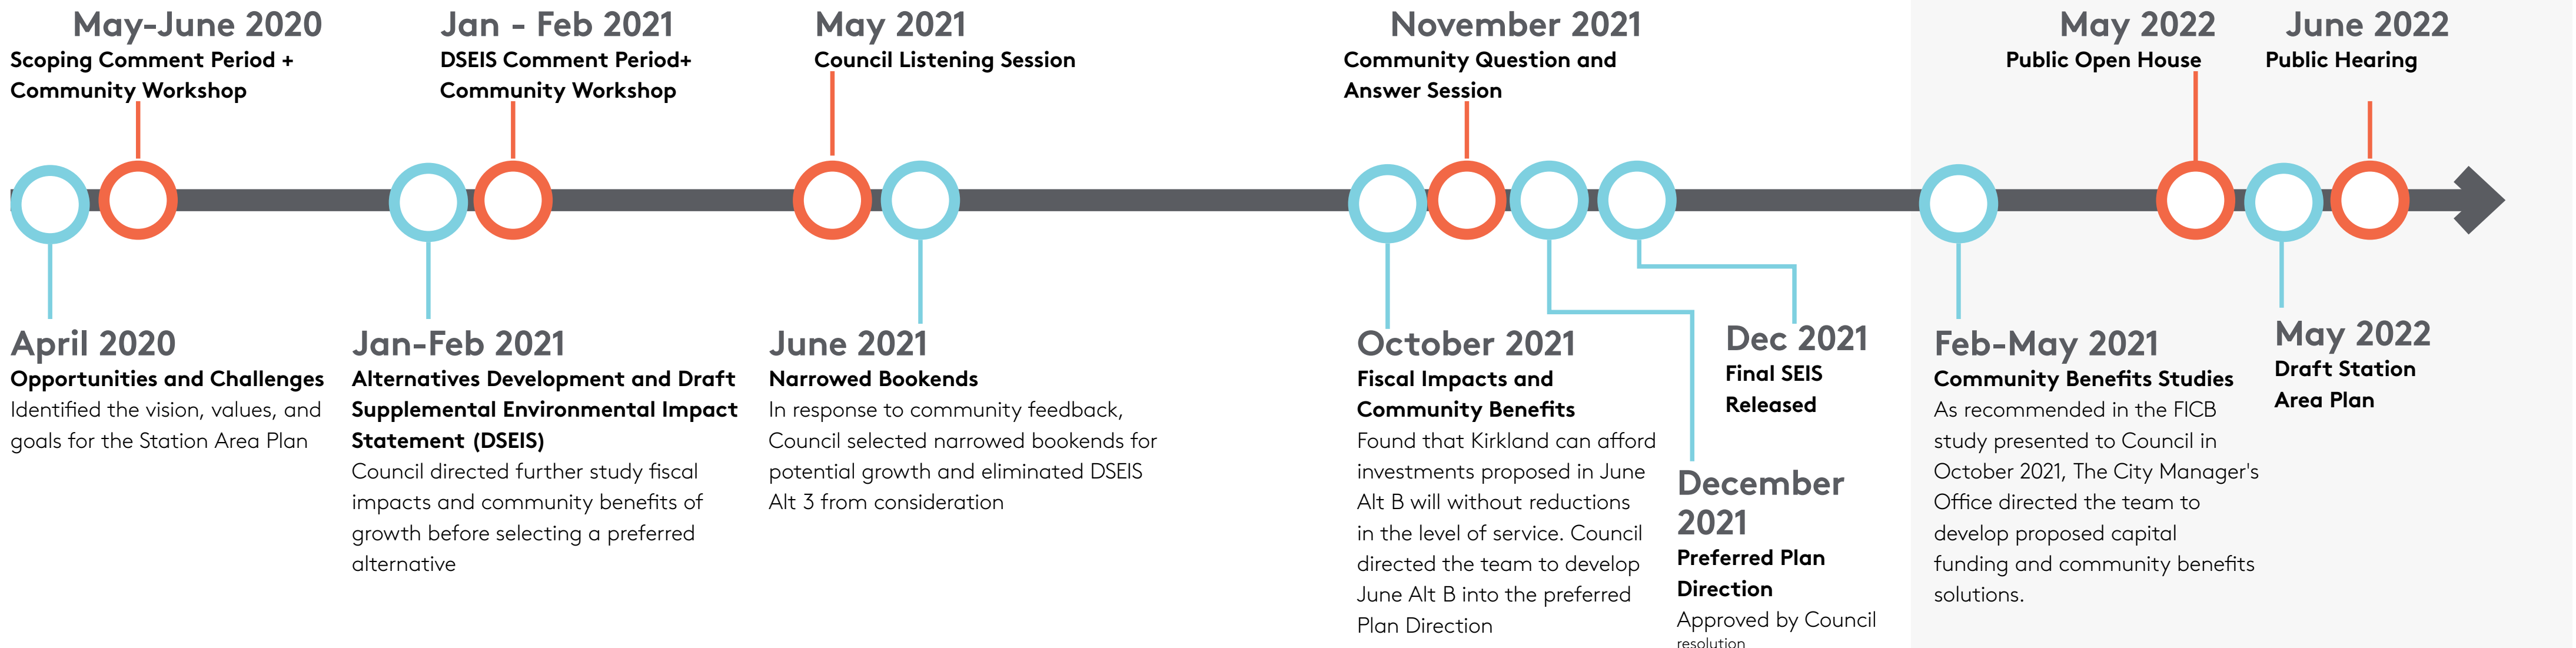 May-June 2020
Scoping Comment Period +
Community Workshop
Jan - Feb 2021
DSEIS Comment Period+
Community Workshop
May 2021
Council Listening Session
November 2021
Community Question and
Answer Session
May 2022
Public Open House
June 2022
Public Hearing
April 2020
Opportunities and Challenges
Identified the vision, values, and
goals for the Station Area Plan
Jan-Feb 2021
Alternatives Development and Draft
Supplemental Environmental Impact
Statement (DSEIS)
Council directed further study fiscal
impacts and community benefits of
growth before selecting a preferred
alternative
June 2021
Narrowed Bookends
In response to community feedback,
Council selected narrowed bookends for
potential growth and eliminated DSEIS
Alt 3 from consideration
October 2021
Fiscal Impacts and
Community Benefits
Found that Kirkland can afford
investments proposed in June
Alt B will without reductions
in the level of service. Council
directed the team to develop
June Alt B into the preferred
Plan Direction
December
2021
Preferred Plan
Direction
Approved by Council
resolution
Dec 2021
Final SEIS
Released
Feb-May 2021
Community Benefits Studies
As recommended in the FICB
study presented to Council in
October 2021, The City Manager's
Office directed the team to
develop proposed capital
funding and community benefits
solutions.
May 2022
Draft Station
Area Plan